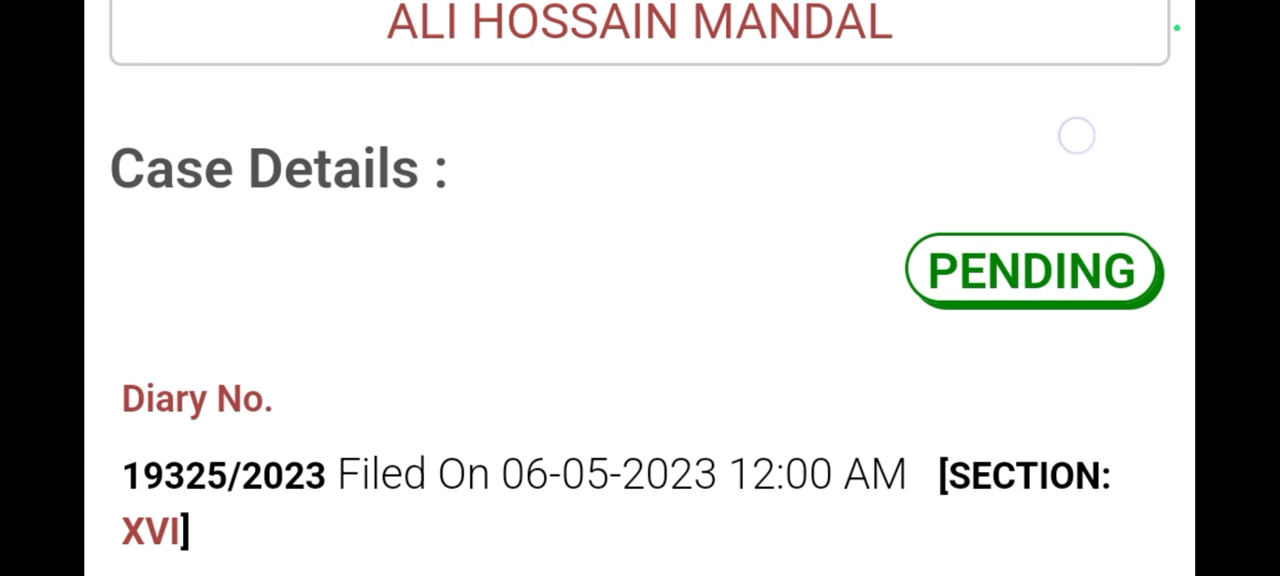 ALI HOSSAIN MANDAL
Case Details :
PENDING
Diary No.
19325/2023 Filed On 06-05-2023 12:00 AM [SECTION:
XVI]